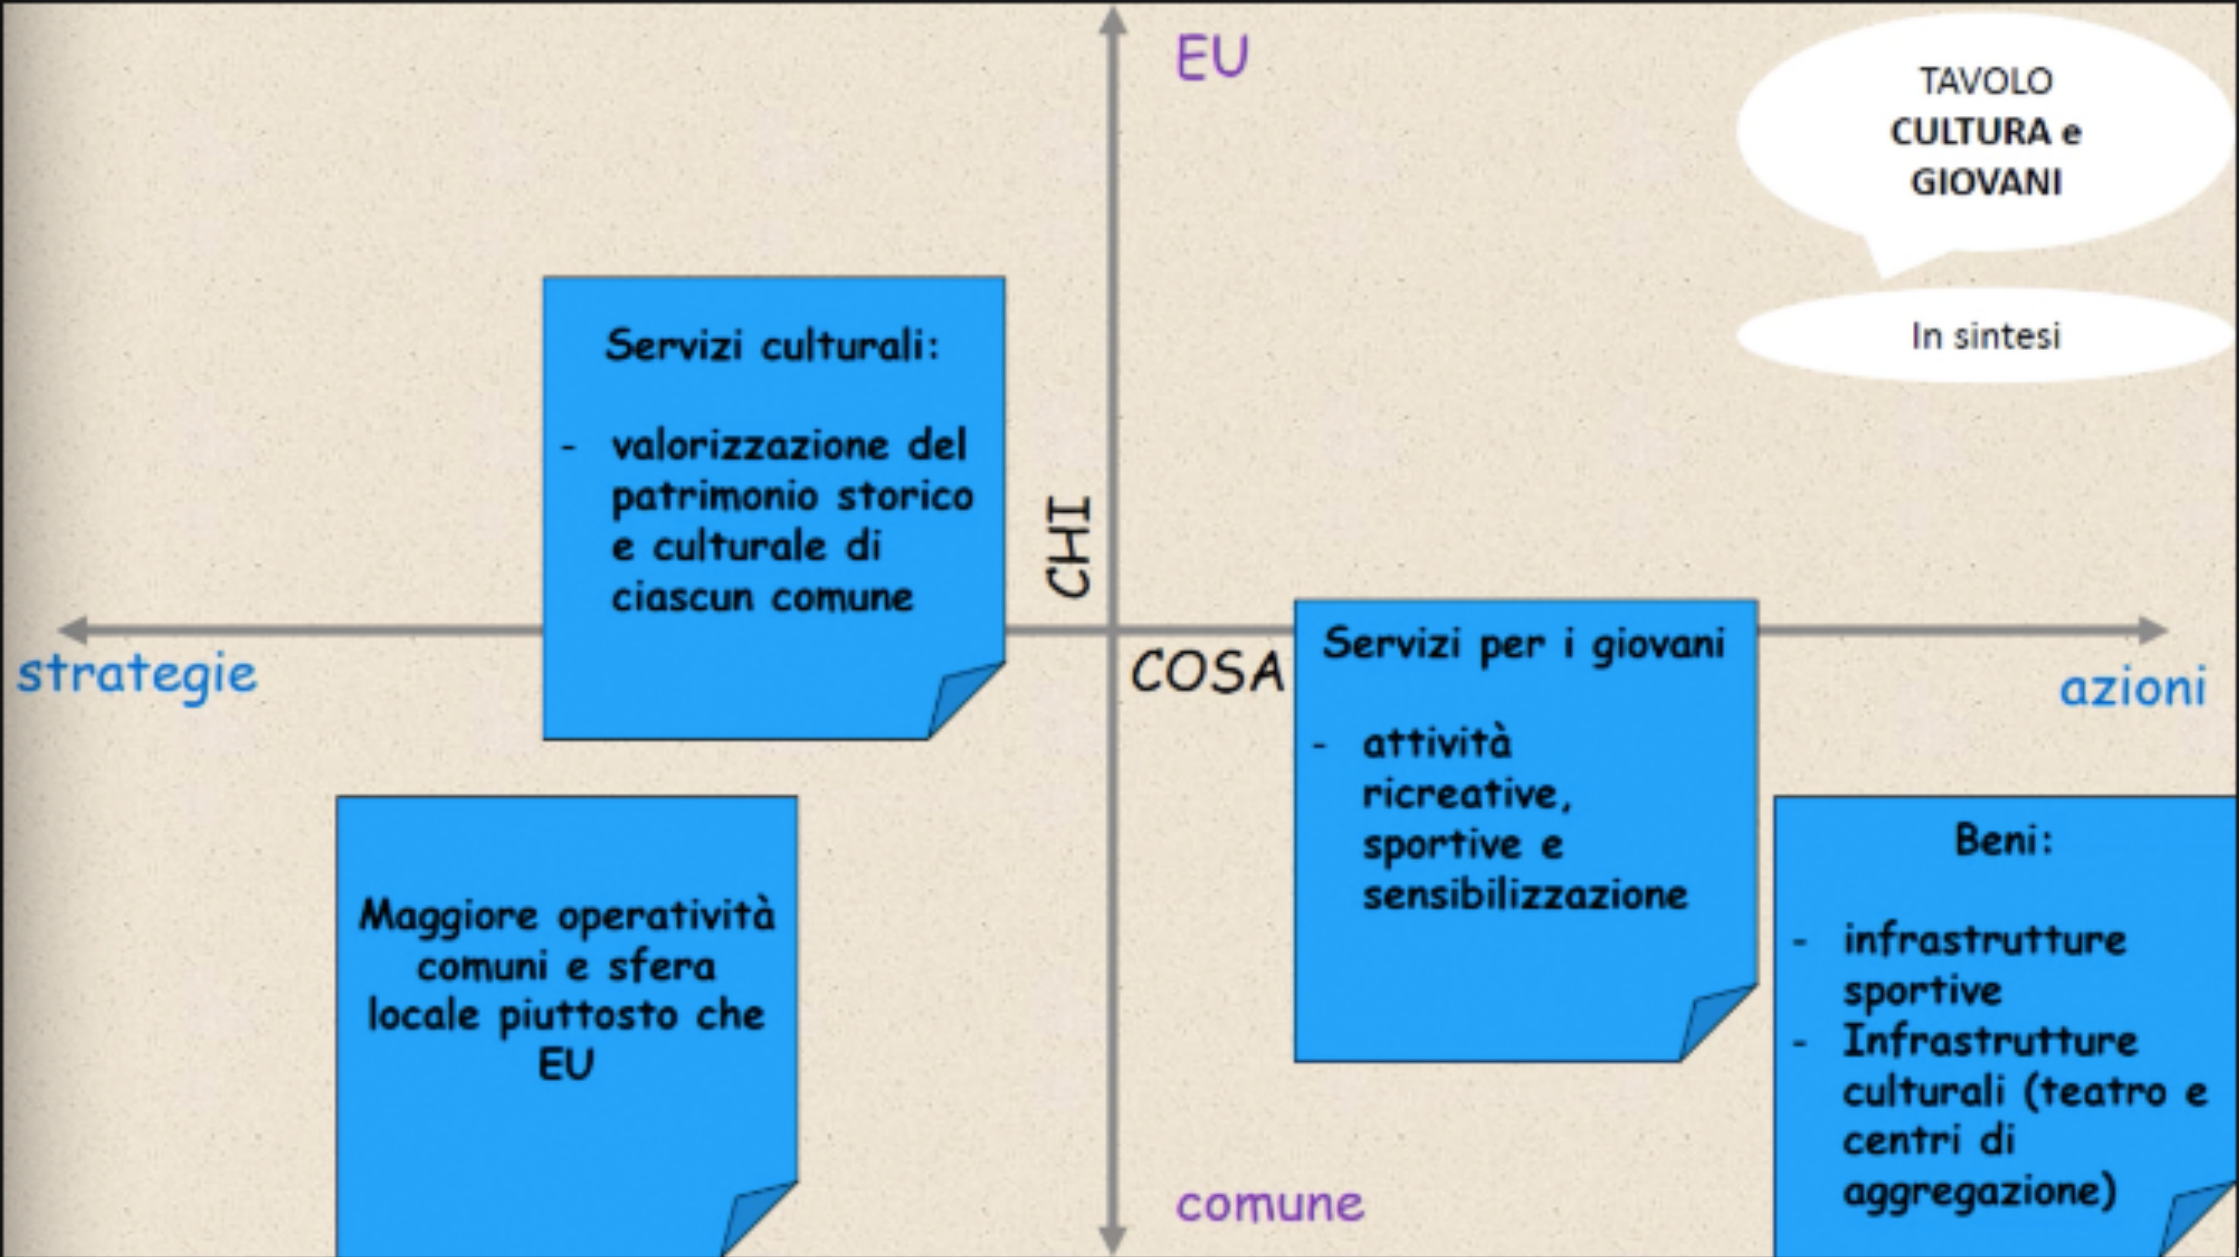 EU
TAVOLO
CULTURA e
GIOVANI
In sintesi
Servizi culturali:
- valorizzazione del
patrimonio storico
e culturale di
ciascun comune
CHI
COSA
strategie
azioni
Servizi per i giovani
- attività
ricreative,
sportive e
sensibilizzazione
Maggiore operatività
comuni e sfera
locale piuttosto che
EU
Beni:
- infrastrutture
sportive
- Infrastrutture
culturali (teatro e
centri di
aggregazione)
comune